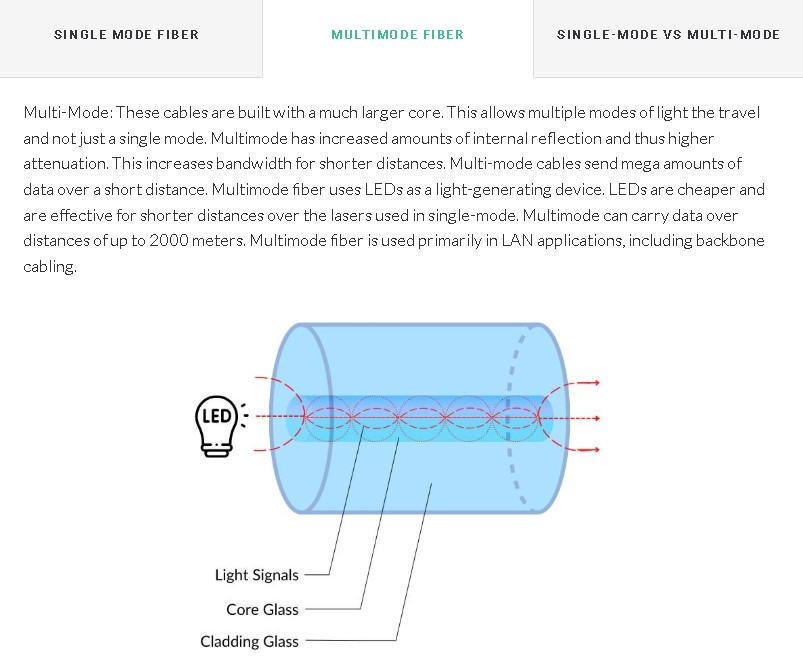 SINGLE MODE FIBER
MULTIMODE FIBER
SINGLE-MODE VS MULTI-MODE
Multi-Mode: These cables are built with a much larger core. This allows multiple modes of light the travel
and not just a single mode. Multimode has increased amounts of internal reflection and thus higher
attenuation. This increases bandwidth for shorter distances. Multi-mode cables send mega amounts of
data over a short distance. Multimode fiber uses LEDs as a light-generating device. LEDs are cheaper and
are effective for shorter distances over the lasers used in single-mode. Multimode can carry data over
distances of up to 2000 meters. Multimode fiber is used primarily in LAN applications, including backbone
cabling.
LED
Light Signals
Core Glass
Cladding Glass